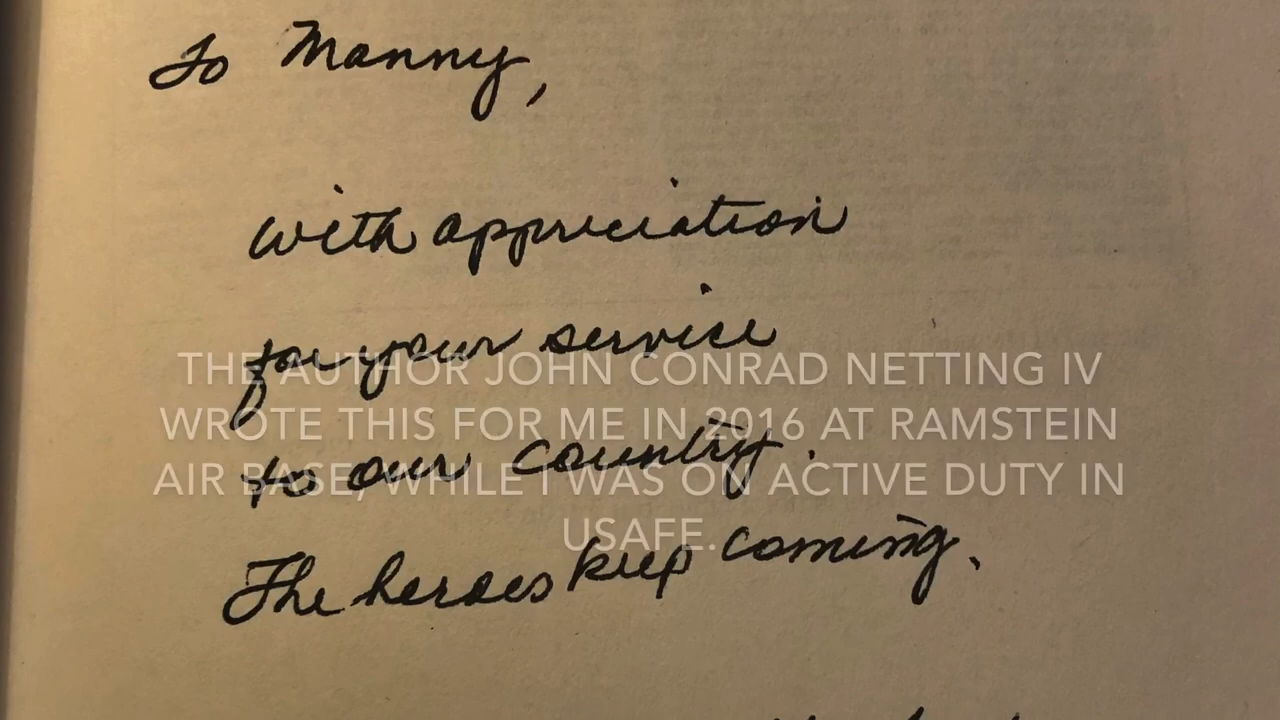 To Manny,
with appreciation
for your service
THE AUTHOR JOHN CONRAD NETTING IV
WROTE THIS FOR ME IN 2016 AT RAMSTEIN
to our country.
AIR BASE, WHILE I WAS ON ACTIVE DUTY IN
USAFE.
The heroes keep coming.